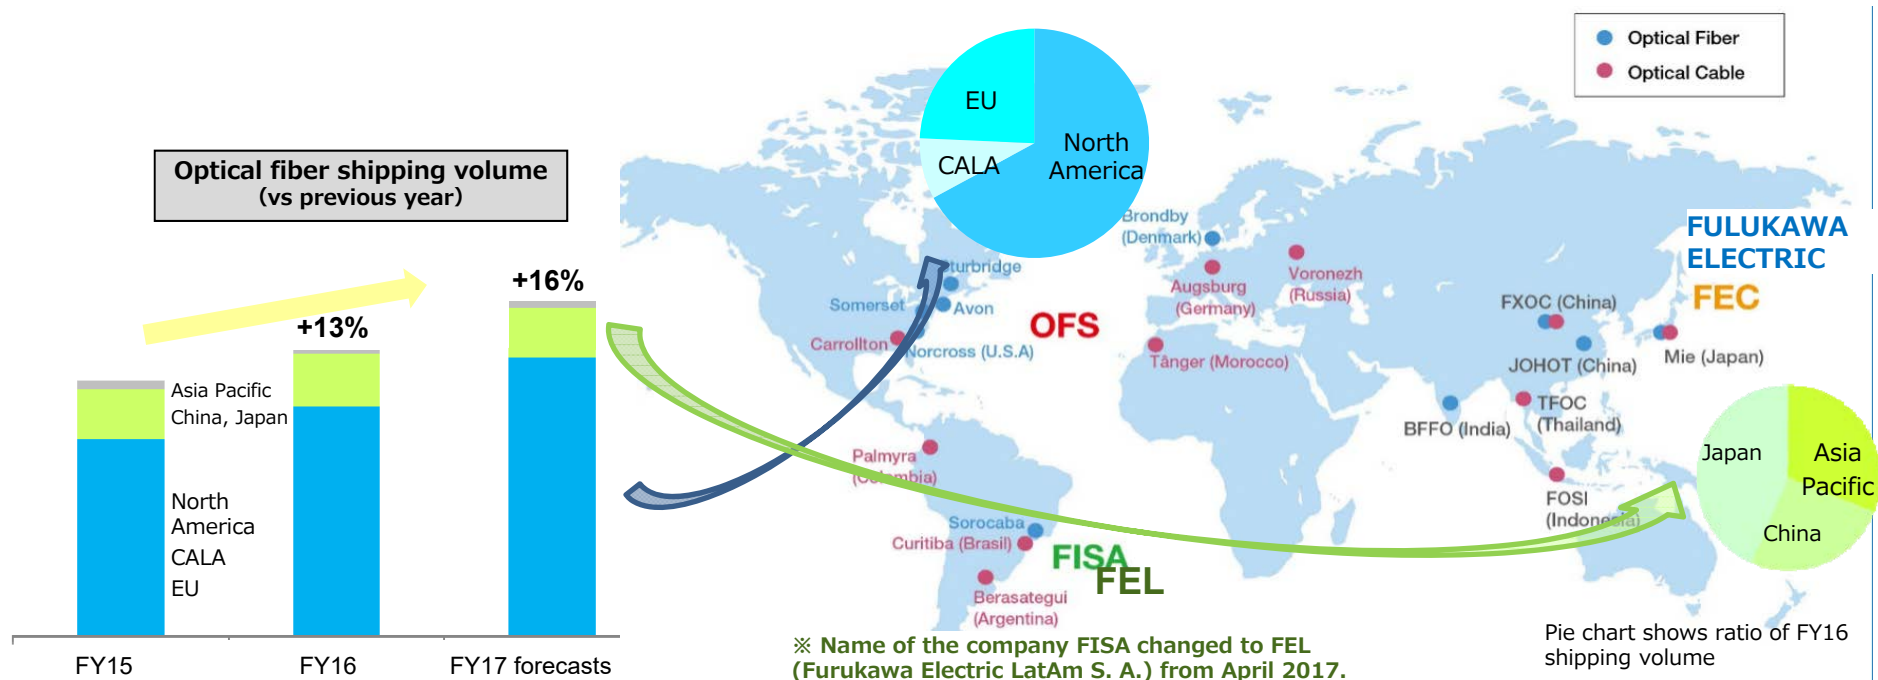 Optical fiber shipping volume
(vs previous year)
+13%
+16%
Asia Pacific
China, Japan
North
America
CALA
EU
FY15
FY16
FY17 forecasts
EU
CALA
North
America
Optical Fiber
Optical Cable
Brondby
(Denmark)
Augsburg
(Germany)
Voronezh
(Russia)
Tånger (Morocco)
Sturbridge
Somerset
Avon
Carrollton
Norcross (U.S.A)
OFS
FULUKAWA
ELECTRIC
FEC
FXOC (China)
JOHOT (China)
Mie (Japan)
BFFO (India)
TFOC
(Thailand)
FOSI
(Indonesia)
Palmyra
(Colombia)
Sorocaba
Curitiba (Brasil)
Berasategui
(Argentina)
FISA
FEL
Japan
Asia
Pacific
China
※ Name of the company FISA changed to FEL
(Furukawa Electric LatAm S. A.) from April 2017.
Pie chart shows ratio of FY16
shipping volume